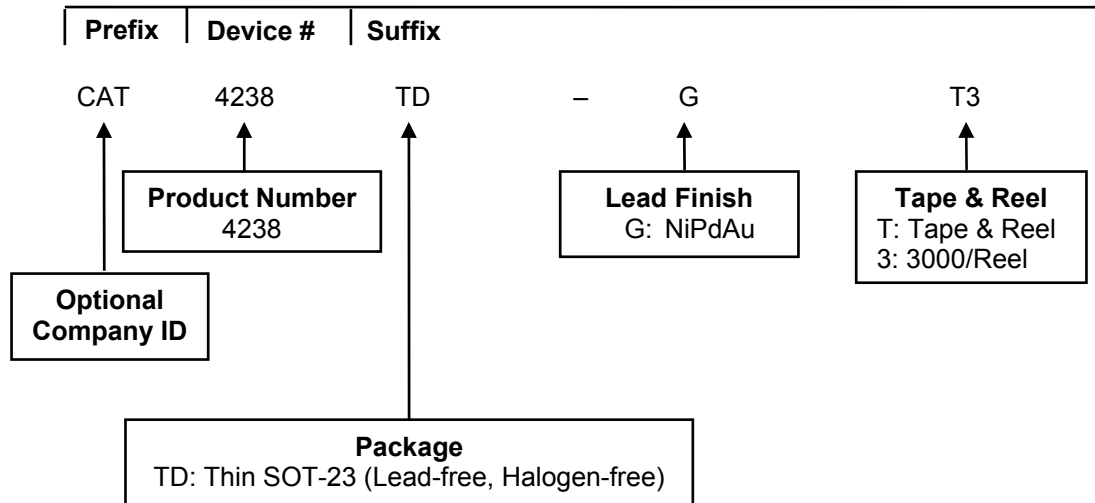 Prefix Device # Suffix
CAT 4238 TD – G T3
Product Number
4238
Lead Finish
G: NiPdAu
Tape & Reel
T: Tape & Reel
3: 3000/Reel
Optional
Company ID
Package
TD: Thin SOT-23 (Lead-free, Halogen-free)